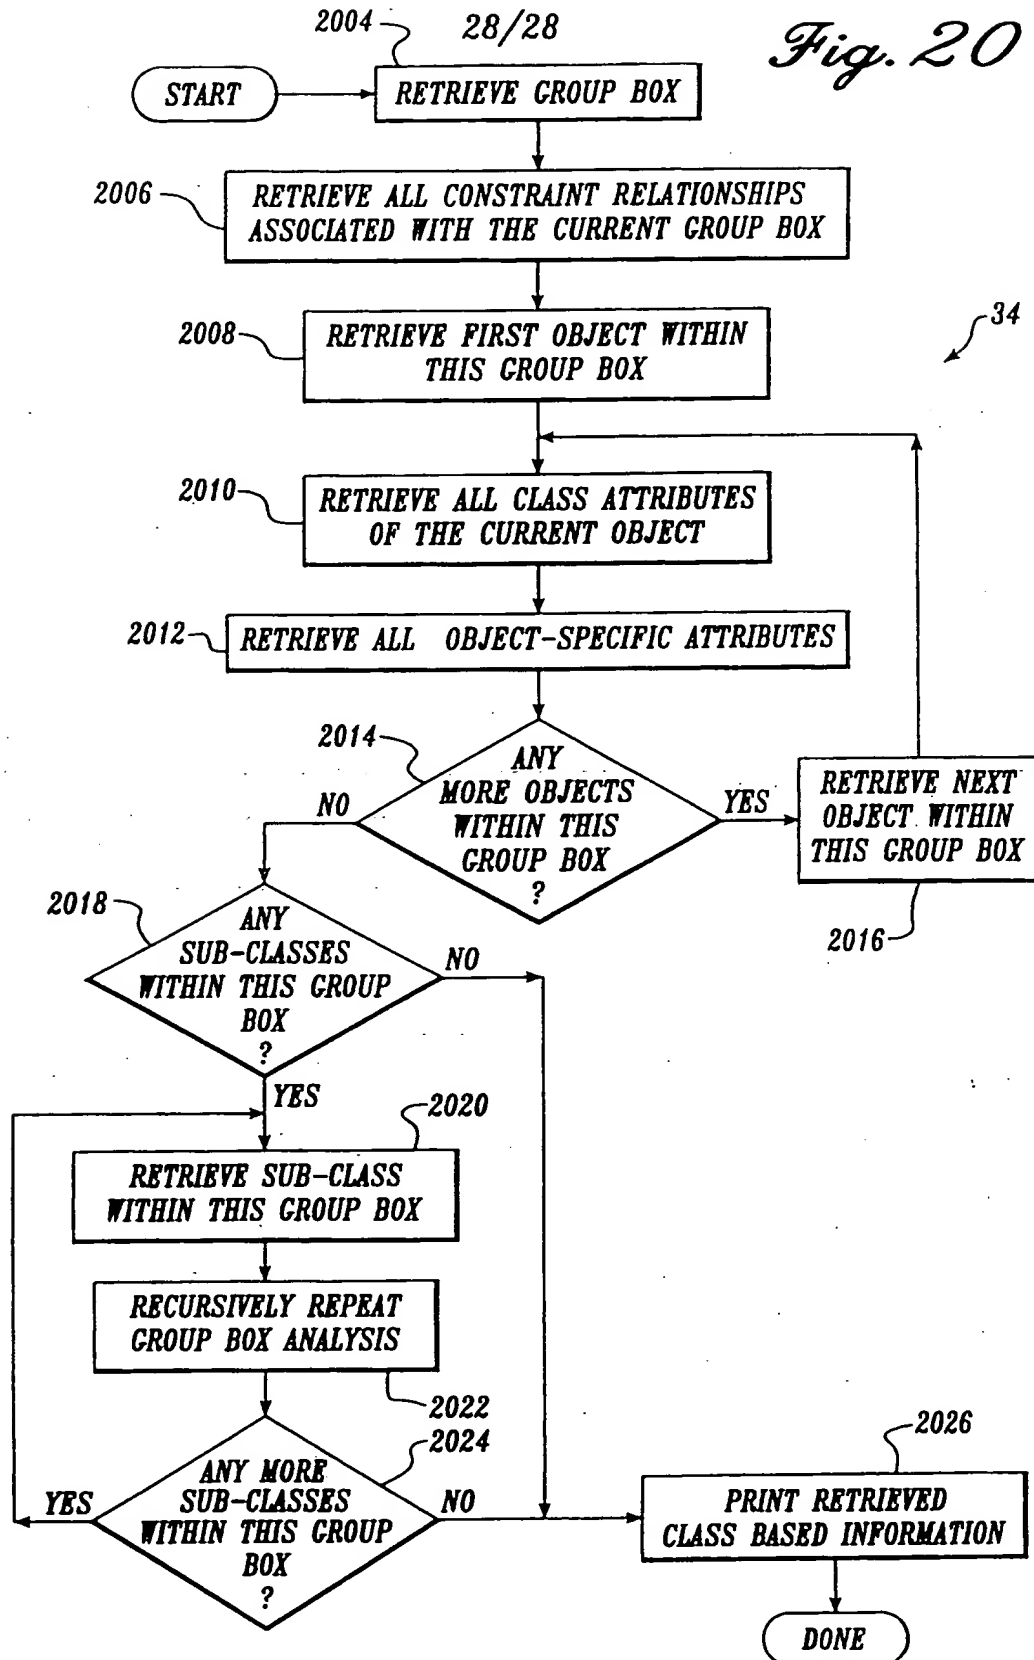 2004
28/28
Fig. 20
START
RETRIEVE GROUP BOX
2006
RETRIEVE ALL CONSTRAINT RELATIONSHIPS
ASSOCIATED WITH THE CURRENT GROUP BOX
34
2008
RETRIEVE FIRST OBJECT WITHIN
THIS GROUP BOX
2010
RETRIEVE ALL CLASS ATTRIBUTES
OF THE CURRENT OBJECT
2012
RETRIEVE ALL OBJECT-SPECIFIC ATTRIBUTES
2014
ANY
MORE OBJECTS
WITHIN THIS
GROUP BOX
?
NO
YES
RETRIEVE NEXT
OBJECT WITHIN
THIS GROUP BOX
2016
2018
ANY
SUB-CLASSES
WITHIN THIS GROUP
BOX
?
NO
YES
2020
RETRIEVE SUB-CLASS
WITHIN THIS GROUP BOX
RECURSIVELY REPEAT
GROUP BOX ANALYSIS
2022
2024
ANY MORE
SUB-CLASSES
WITHIN THIS GROUP
BOX
?
YES
NO
2026
PRINT RETRIEVED
CLASS BASED INFORMATION
DONE